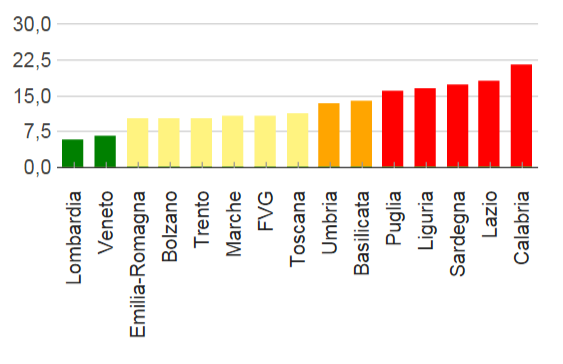 30,0
22,5
15,0
7,5
0,0
Lombardia
Veneto
Emilia-Romagna
Bolzano
Trento
Marche
FVG
Toscana
Umbria
Basilicata
Puglia
Liguria
Sardegna
Lazio
Calabria